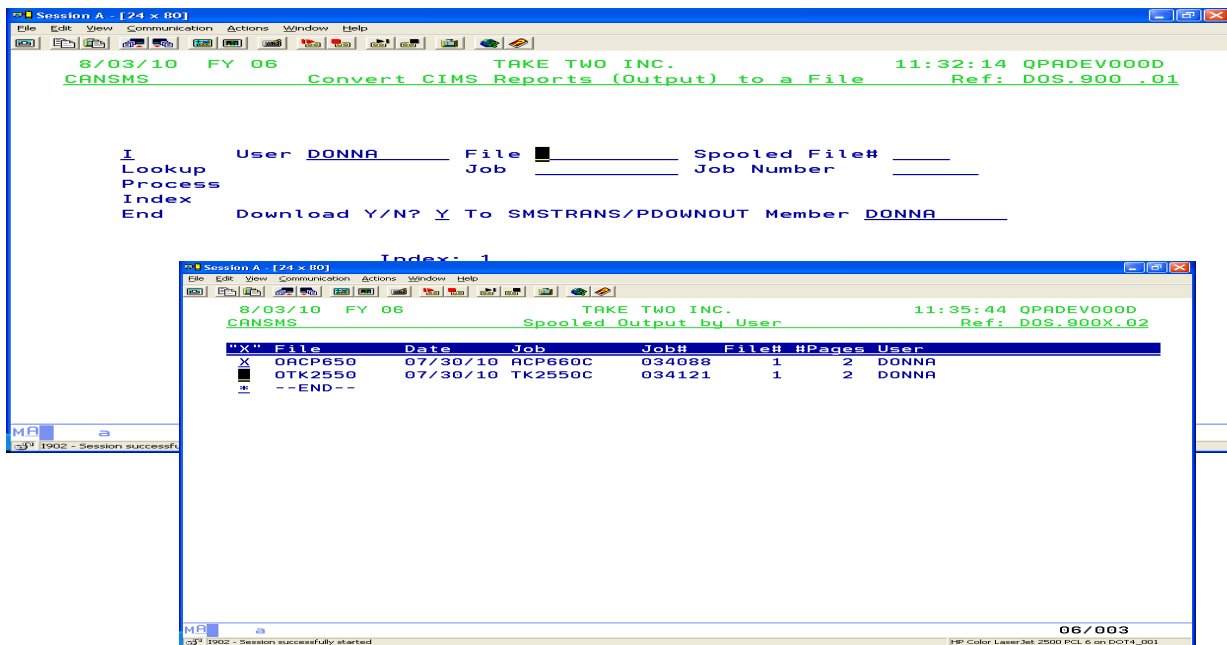 Session A - [24 x 80]
File Edit View Communication Actions Window Help
8/03/10 FY 06 TAKE TWO INC. 11:32:14 QPADEV000D
CANSMS Convert CIMS Reports (Output) to a File Ref: DOS.900 .01
I User DONNA File Spooled File#
Lookup Job Job Number
Process
Index
End Download Y/N? Y To SMSTRANS/PDOWNOUT Member DONNA
Index: 1
MA a
I902 - Session successfu
Session A - [24 x 80]
File Edit View Communication Actions Window Help
8/03/10 FY 06 TAKE TWO INC. 11:35:44 QPADEV000D
CANSMS Spooled Output by User Ref: DOS.900X.02
"X" File Date Job Job# File# #Pages User
X OACP650 07/30/10 ACP660C 034088 1 2 DONNA
OTK2550 07/30/10 TK2550C 034121 1 2 DONNA
* --END--
MA a 06/003
I902 - Session successfully started HP Color LaserJet 2500 PCL 6 on DOT4_001